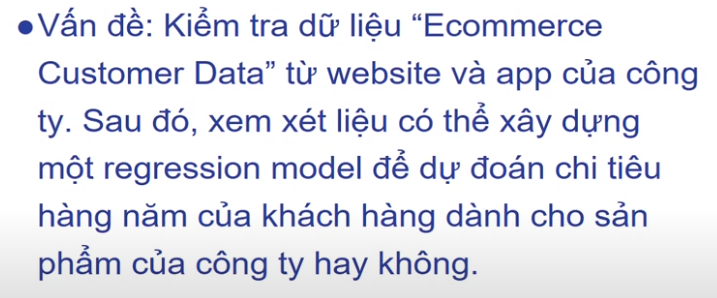 ●Vấn đề: Kiểm tra dữ liệu “Ecommerce
Customer Data” từ website và app của công
ty. Sau đó, xem xét liệu có thể xây dựng
một regression model để dự đoán chi tiêu
hàng năm của khách hàng dành cho sản
phẩm của công ty hay không.